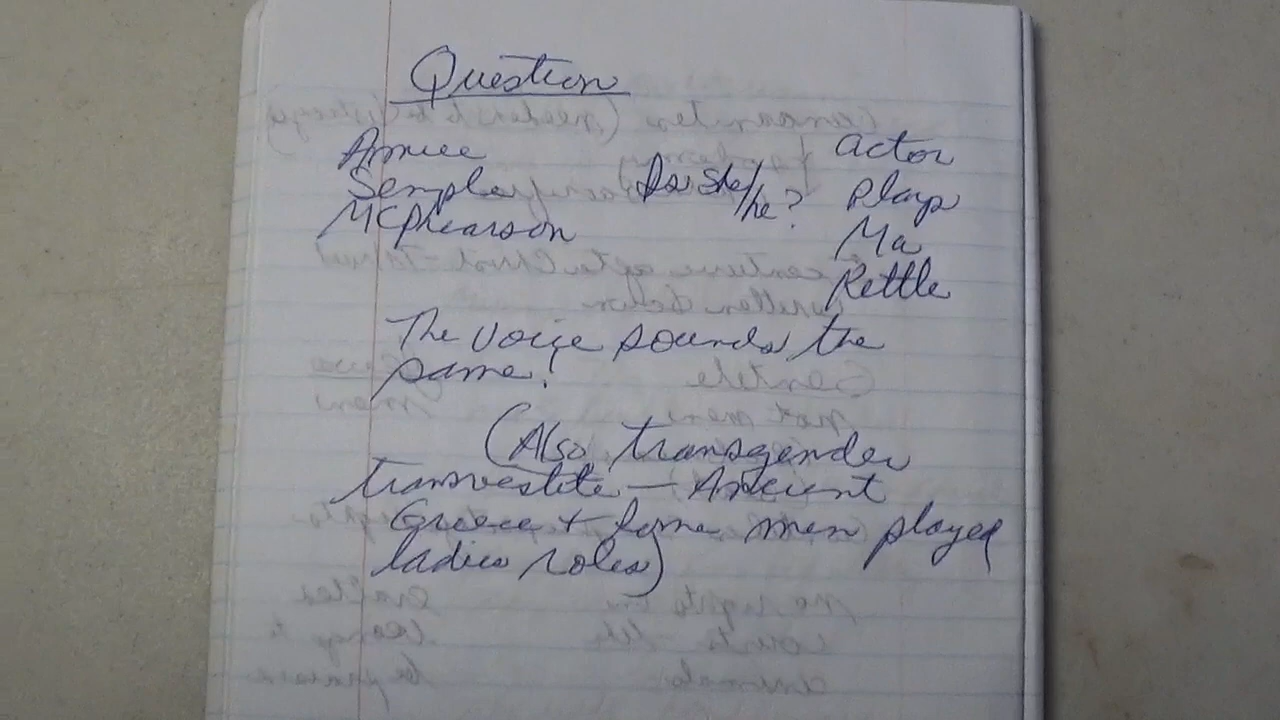 Question
Aimee Semple McPhearson
Is she/he?
Actor plays Ma Kettle
The voice sounds the
same!
(Also transgender
transvestite – Ancient
Greece + Rome men played
ladies roles)